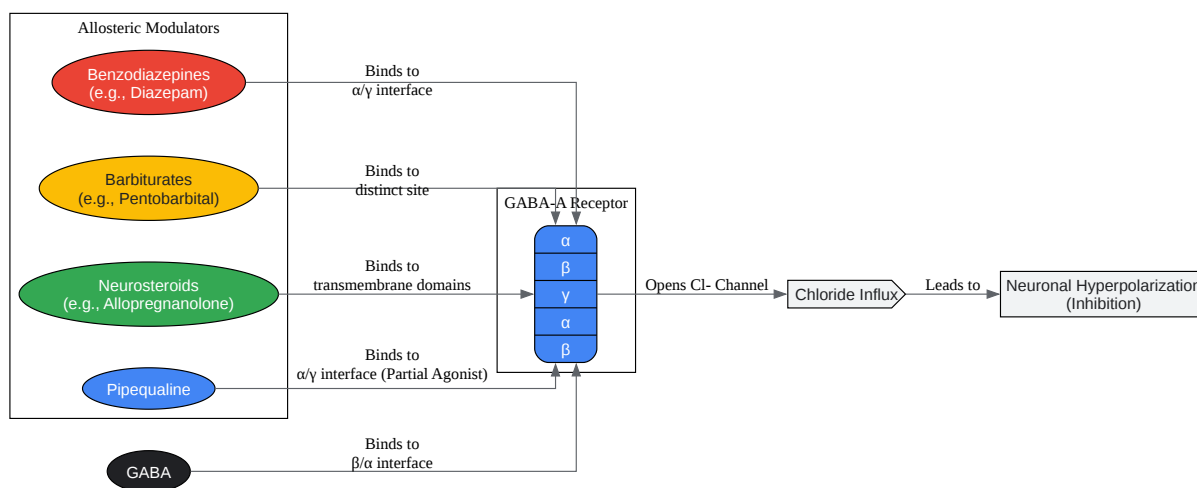 Allosteric Modulators
Benzodiazepines
(e.g., Diazepam)
Binds to
α/γ interface
Barbiturates
(e.g., Pentobarbital)
Binds to
distinct site
GABA-A Receptor
α
β
γ
α
β
Neurosteroids
(e.g., Allopregnanolone)
Binds to
transmembrane domains
Opens Cl- Channel
Chloride Influx
Leads to
Neuronal Hyperpolarization
(Inhibition)
Pipequaline
Binds to
α/γ interface (Partial Agonist)
GABA
Binds to
β/α interface